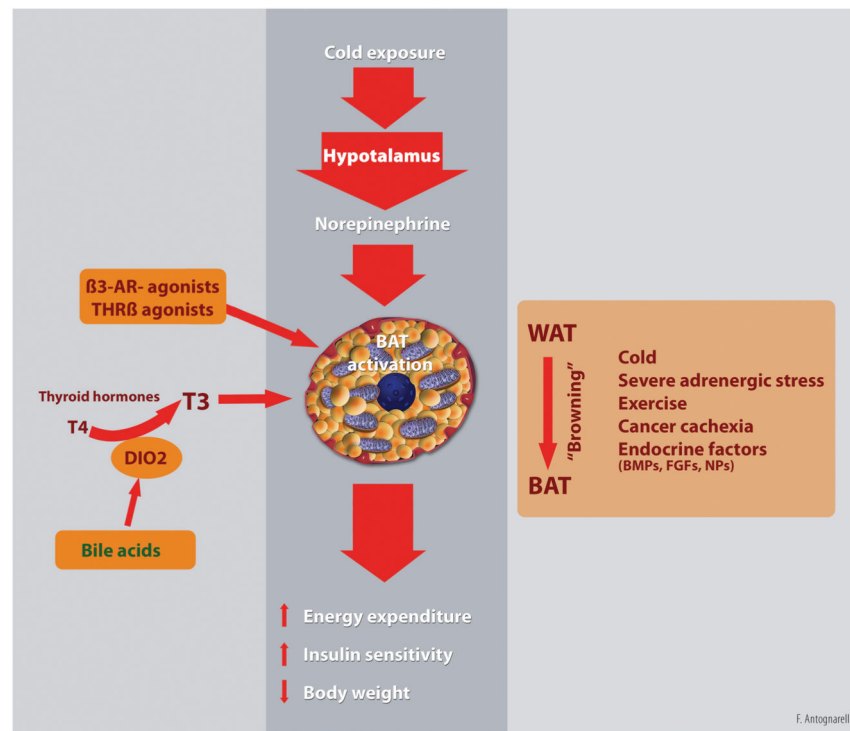 Cold exposure
Hypotalamus
Norepinephrine
ß3-AR- agonists
THRß agonists
BAT
activation
Thyroid hormones
T3
T4
DIO2
Bile acids
WAT
"Browning"
BAT
Cold
Severe adrenergic stress
Exercise
Cancer cachexia
Endocrine factors
(BMPs, FGFs, NPs)
Energy expenditure
Insulin sensitivity
Body weight
F. Antognarell